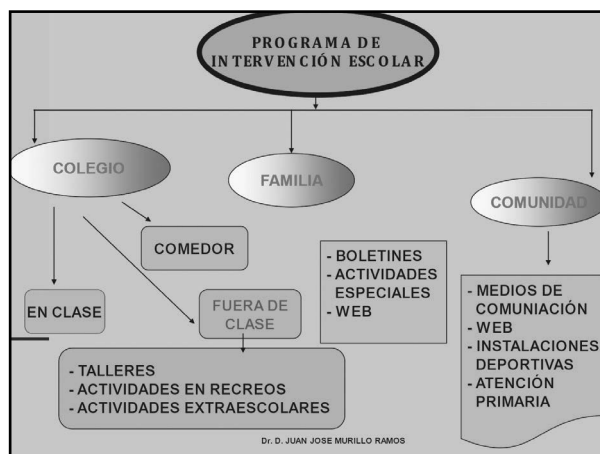 PROGRAMA DE
INTERVENCIÓN ESCOLAR
COLEGIO
FAMILIA
COMUNIDAD
COMEDOR
EN CLASE
FUERA DE
CLASE
- BOLETINES
- ACTIVIDADES
ESPECIALES
- WEB
- MEDIOS DE
COMUNIACIÓN
- WEB
- INSTALACIONES
DEPORTIVAS
- ATENCIÓN
PRIMARIA
- TALLERES
- ACTIVIDADES EN RECREOS
- ACTIVIDADES EXTRAESCOLARES
Dr. D. JUAN JOSE MURILLO RAMOS